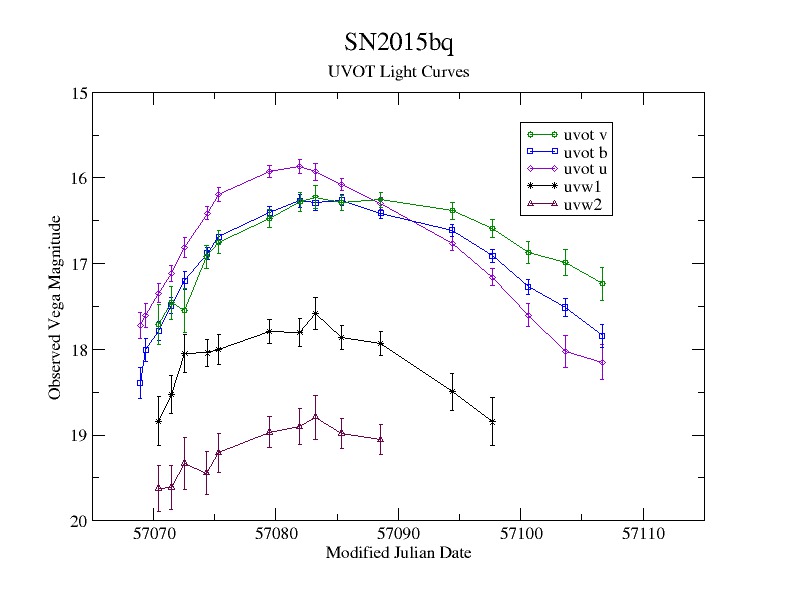 SN2015bq
UVOT Light Curves
15
16
17
18
19
20
Observed Vega Magnitude
uvot v
uvot b
uvot u
uvw1
uvw2
57070
57080
57090
57100
57110
Modified Julian Date